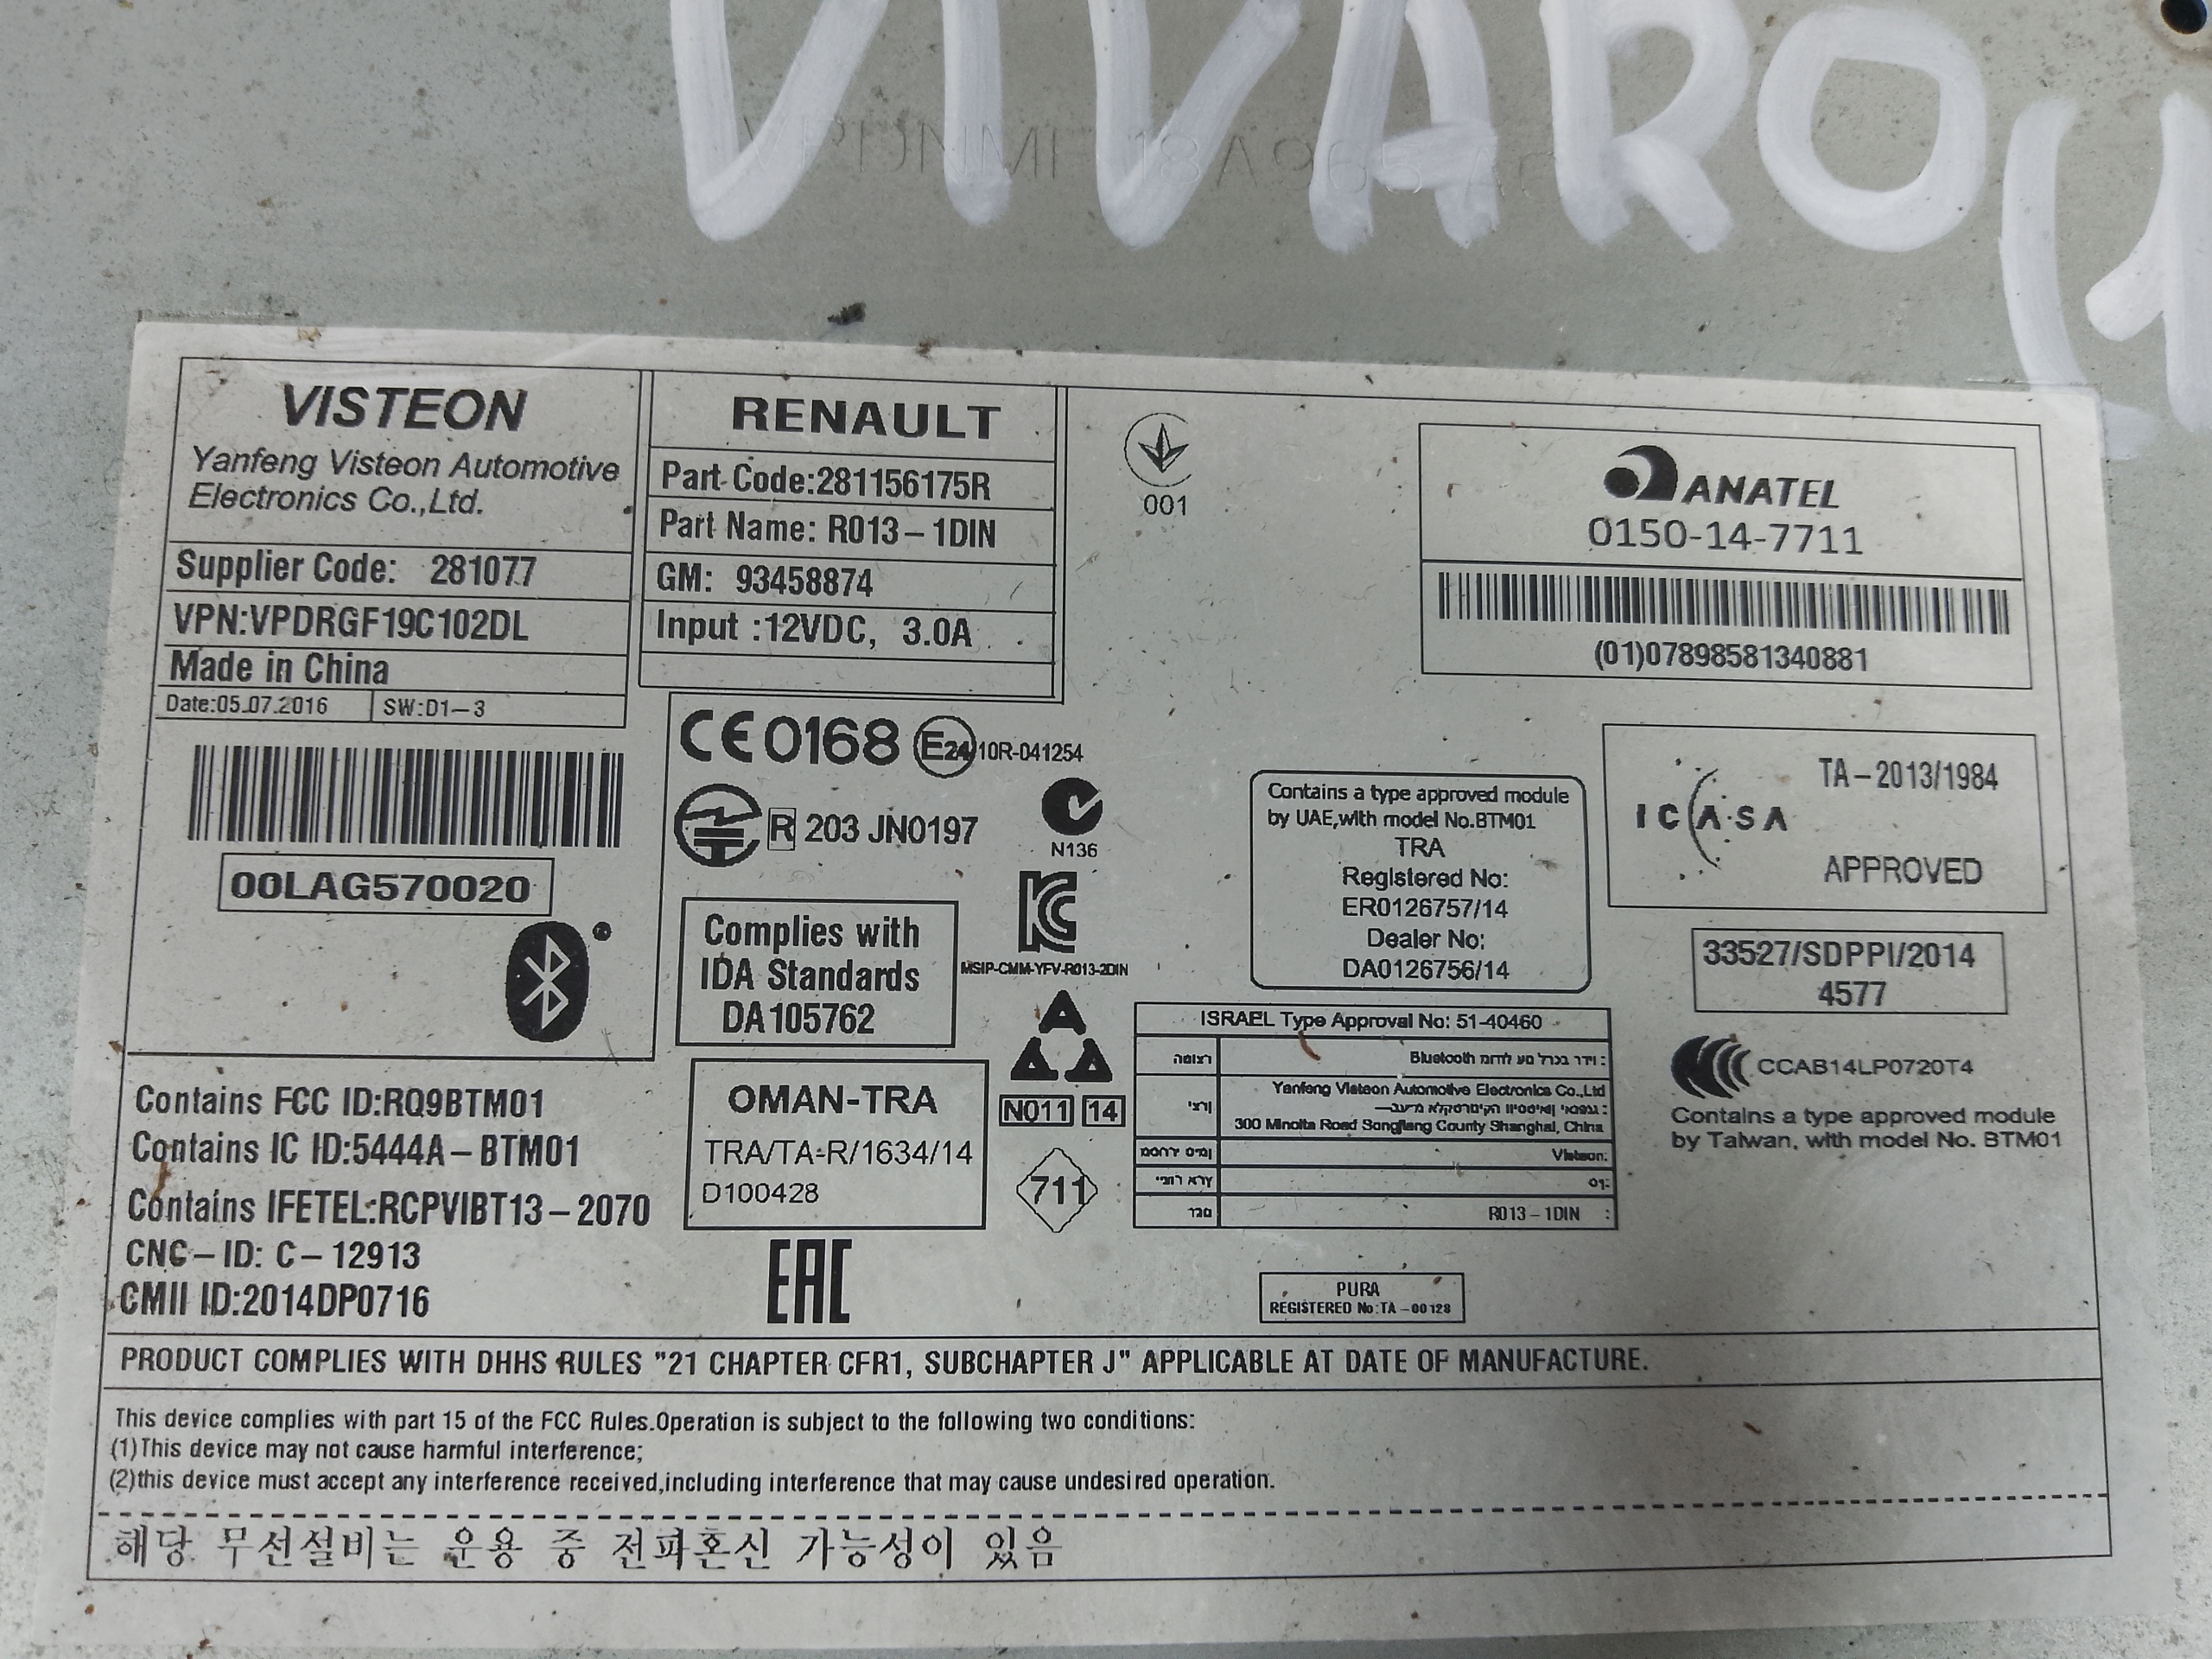 VIVARO (1
VISTEON
Yanfeng Visteon Automotive
Electronics Co.,Ltd.
Supplier Code: 281077
VPN:VPDRGF19C102DL
Made in China
Date:05.07.2016 SW:D1-3
00LAG570020
RENAULT
Part Code:281156175R
Part Name: R013-1DIN
GM: 93458874
Input :12VDC, 3.0A
001
ANATEL
0150-14-7711
(01)07898581340881
CE0168 E24 10R-041254
R 203 JN0197
N136
MSIP-CMM-YFV-R013-2DIN
Complies with
IDA Standards
DA105762
Contains a type approved module
by UAE,with model No.BTM01
TRA
Registered No:
ER0126757/14
Dealer No:
DA0126756/14
ICASA
TA-2013/1984
APPROVED
33527/SDPPI/2014
4577
CCAB14LP0720T4
Contains a type approved module
by Taiwan, with model No. BTM01
ISRAEL Type Approval No: 51-40460
Bluetooth
Yanfeng Visteon Automotive Electronics Co.,Ltd
300 Minolta Road Songjiang County Shanghai, China
Visteon:
R013-1DIN :
Contains FCC ID:RQ9BTM01
Contains IC ID:5444A-BTM01
Contains IFETEL:RCPVIBT13-2070
CNC-ID: C-12913
CMII ID:2014DP0716
OMAN-TRA
TRA/TA-R/1634/14
D100428
N011 14
711
EAC
PURA
REGISTERED No:TA-00128
PRODUCT COMPLIES WITH DHHS RULES "21 CHAPTER CFR1, SUBCHAPTER J" APPLICABLE AT DATE OF MANUFACTURE.
This device complies with part 15 of the FCC Rules.Operation is subject to the following two conditions:
(1)This device may not cause harmful interference;
(2)this device must accept any interference received,including interference that may cause undesired operation.
해당 무선설비는 운용 중 전파혼신 가능성이 있음